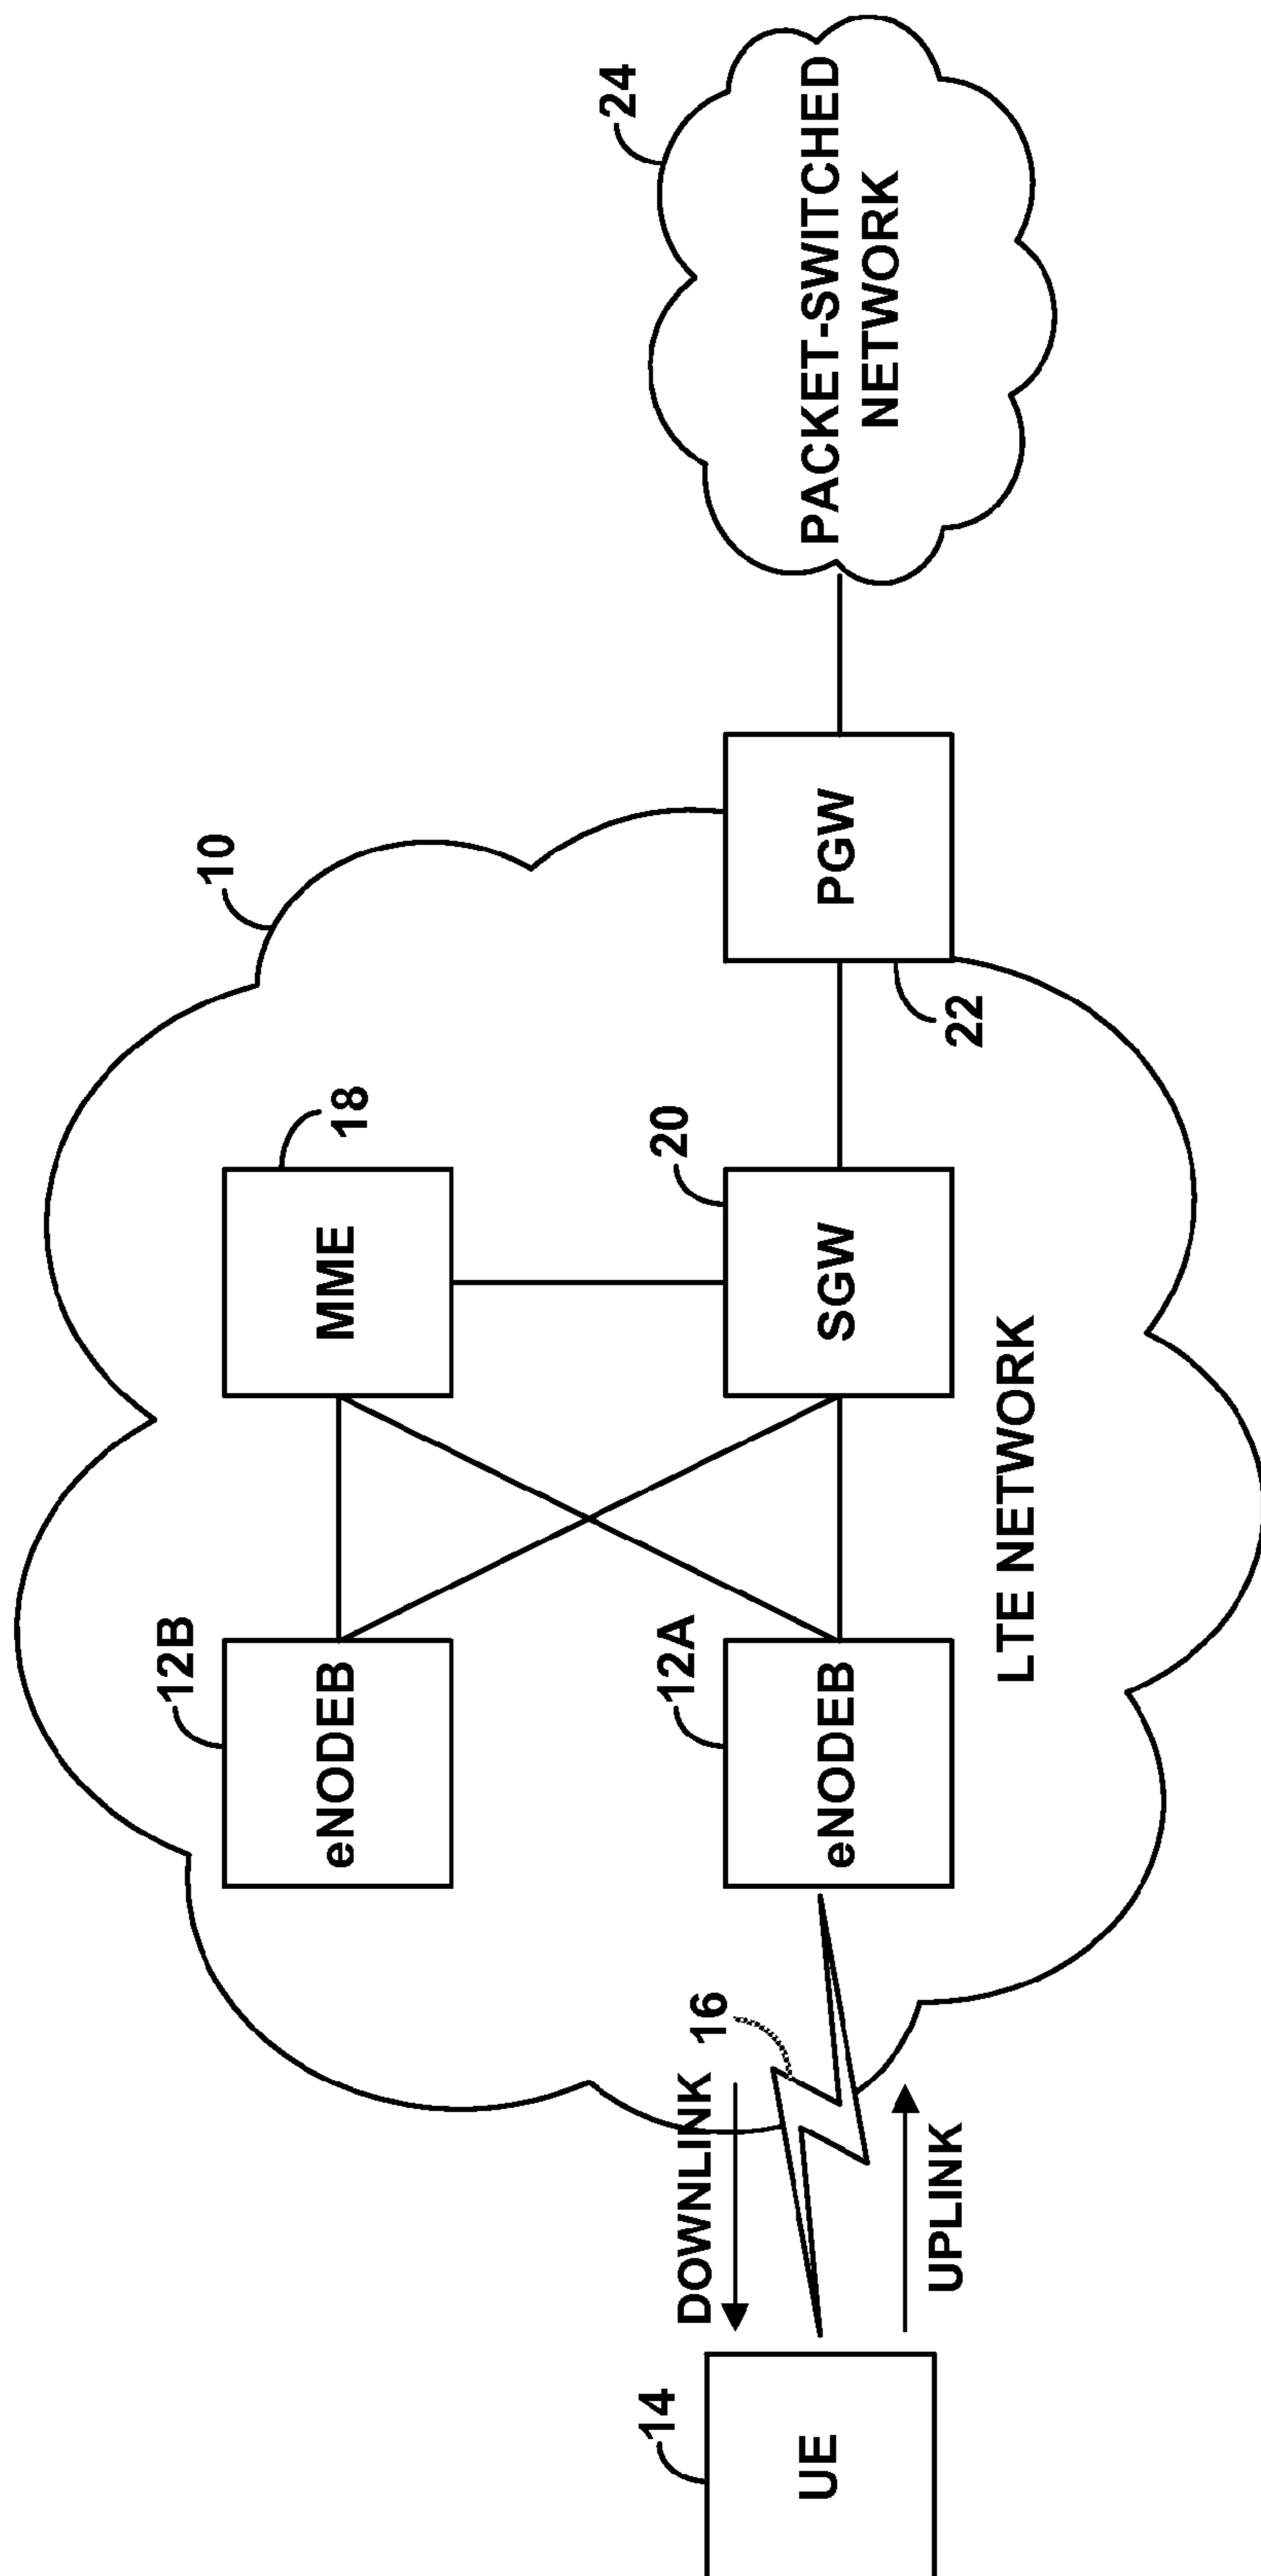 10
12B
eNODEB
MME
18
24
PACKET-SWITCHED
NETWORK
14
UE
DOWNLINK
16
UPLINK
12A
eNODEB
20
SGW
PGW
22
LTE NETWORK